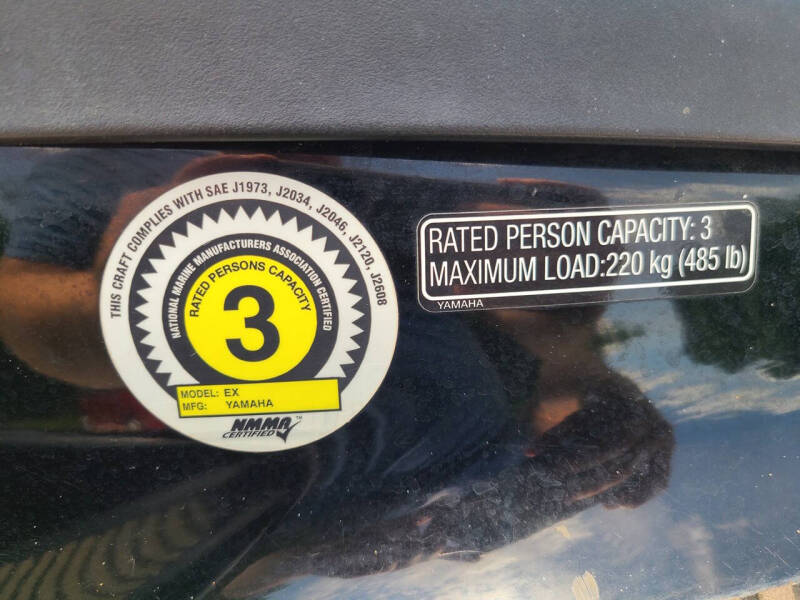 THIS CRAFT COMPLIES WITH SAE J1973, J2034, J2046, J2120, J2608
NATIONAL MARINE MANUFACTURERS ASSOCIATION CERTIFIED
RATED PERSONS CAPACITY
3
MODEL: EX
MFG: YAMAHA
NMMA™
CERTIFIED
RATED PERSON CAPACITY: 3
MAXIMUM LOAD:220 kg (485 lb)
YAMAHA